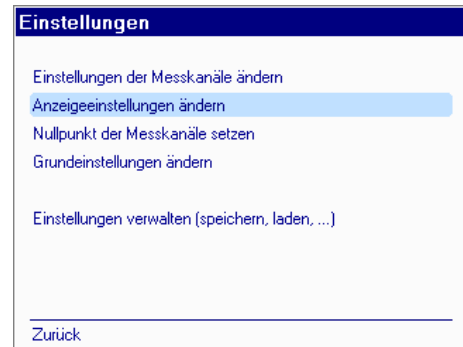 Einstellungen
Einstellungen der Messkanäle ändern
Anzeigeeinstellungen ändern
Nullpunkt der Messkanäle setzen
Grundeinstellungen ändern
Einstellungen verwalten (speichern, laden, ...)
Zurück